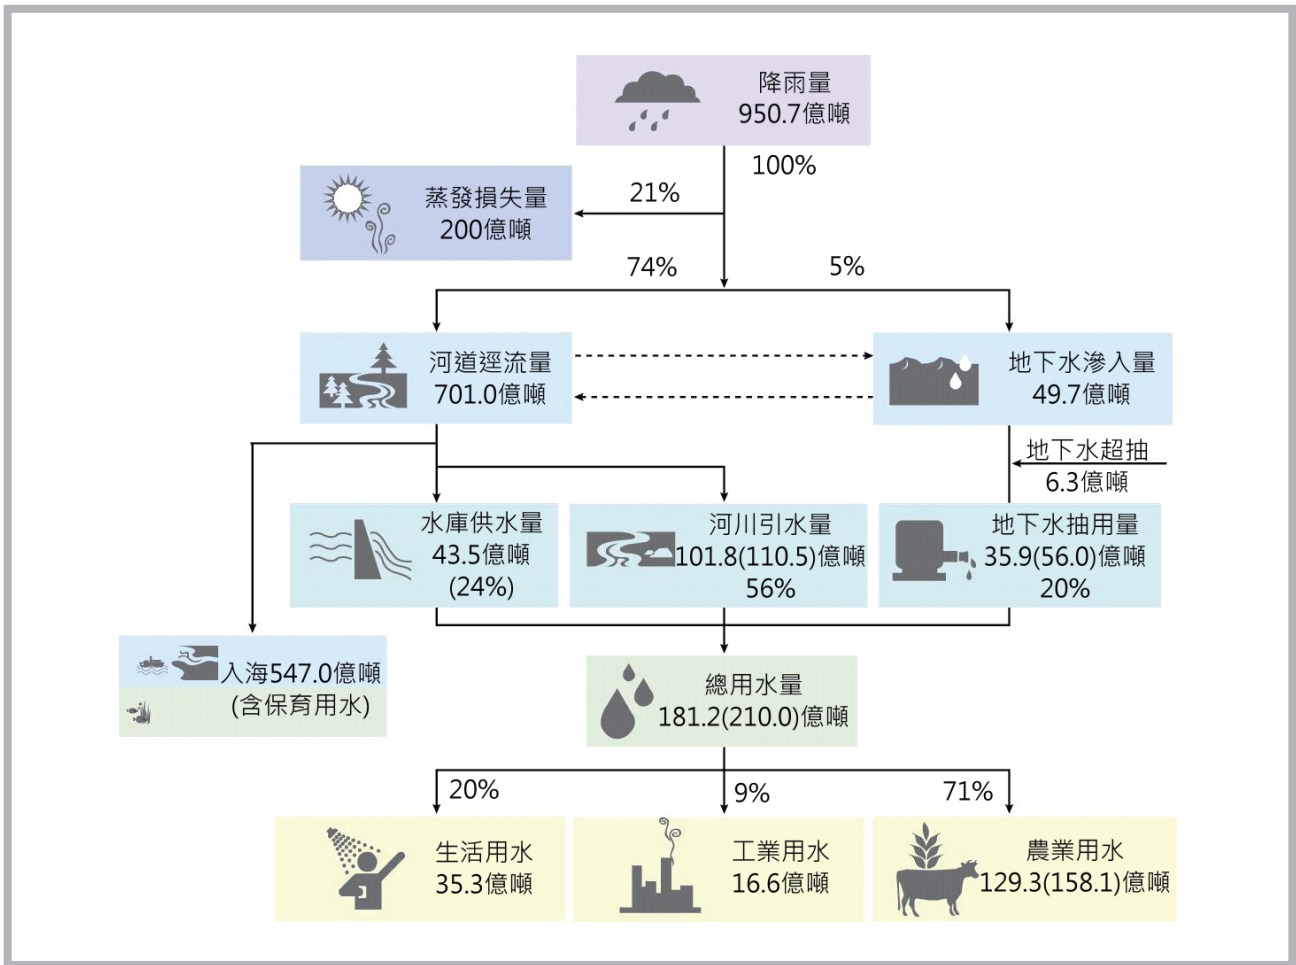 降雨量
950.7億噸
100%
21%
蒸發損失量
200億噸
74%
5%
河道逕流量
701.0億噸
地下水滲入量
49.7億噸
地下水超抽
6.3億噸
水庫供水量
43.5億噸
(24%)
河川引水量
101.8(110.5)億噸
56%
地下水抽用量
35.9(56.0)億噸
20%
入海547.0億噸
(含保育用水)
總用水量
181.2(210.0)億噸
20%
9%
71%
生活用水
35.3億噸
工業用水
16.6億噸
農業用水
129.3(158.1)億噸